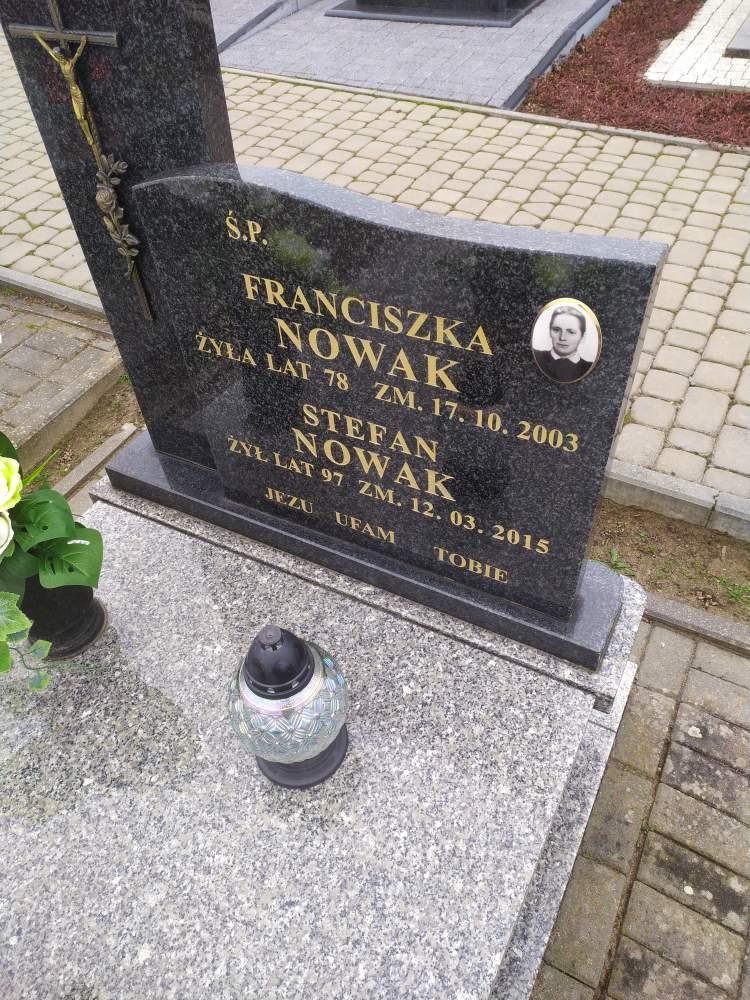 Ś.P.
FRANCISZKA
NOWAK
ŻYŁA LAT 78 ZM. 17.10.2003
STEFAN
NOWAK
ŻYŁ LAT 97 ZM. 12.03.2015
JEZU UFAM TOBIE